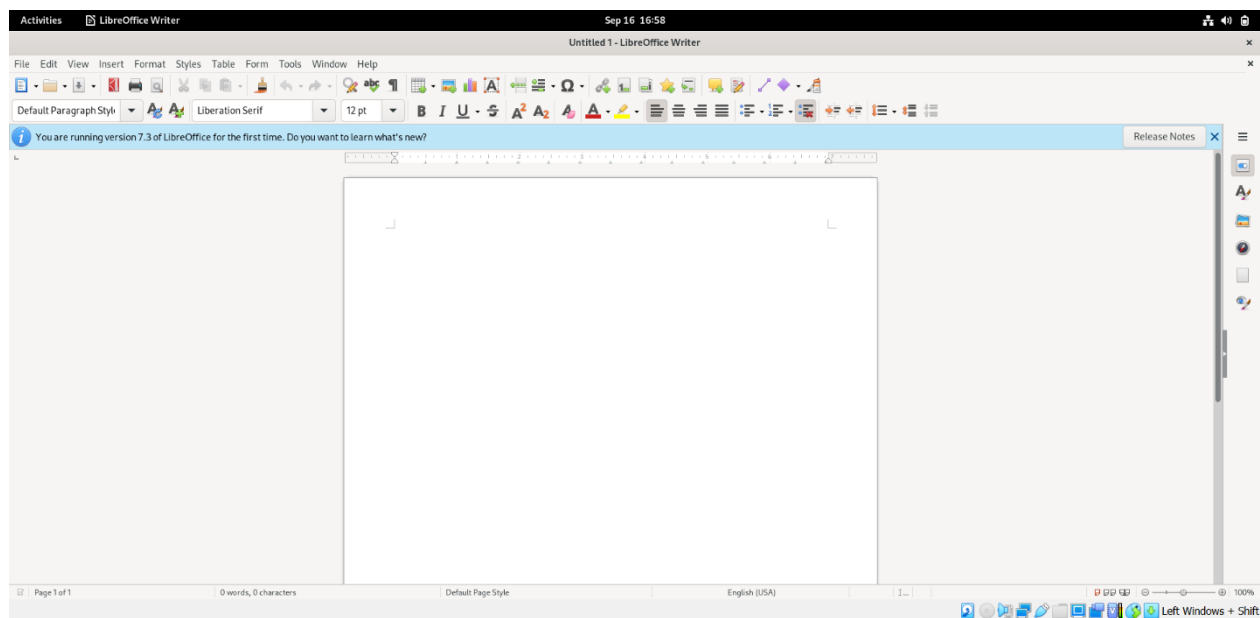 Activities LibreOffice Writer Sep 16 16:58
Untitled 1 - LibreOffice Writer
File Edit View Insert Format Styles Table Form Tools Window Help
Default Paragraph Styl Liberation Serif 12 pt
You are running version 7.3 of LibreOffice for the first time. Do you want to learn what's new? Release Notes
Page 1 of 1 0 words, 0 characters Default Page Style English (USA) 100%
Left Windows + Shift